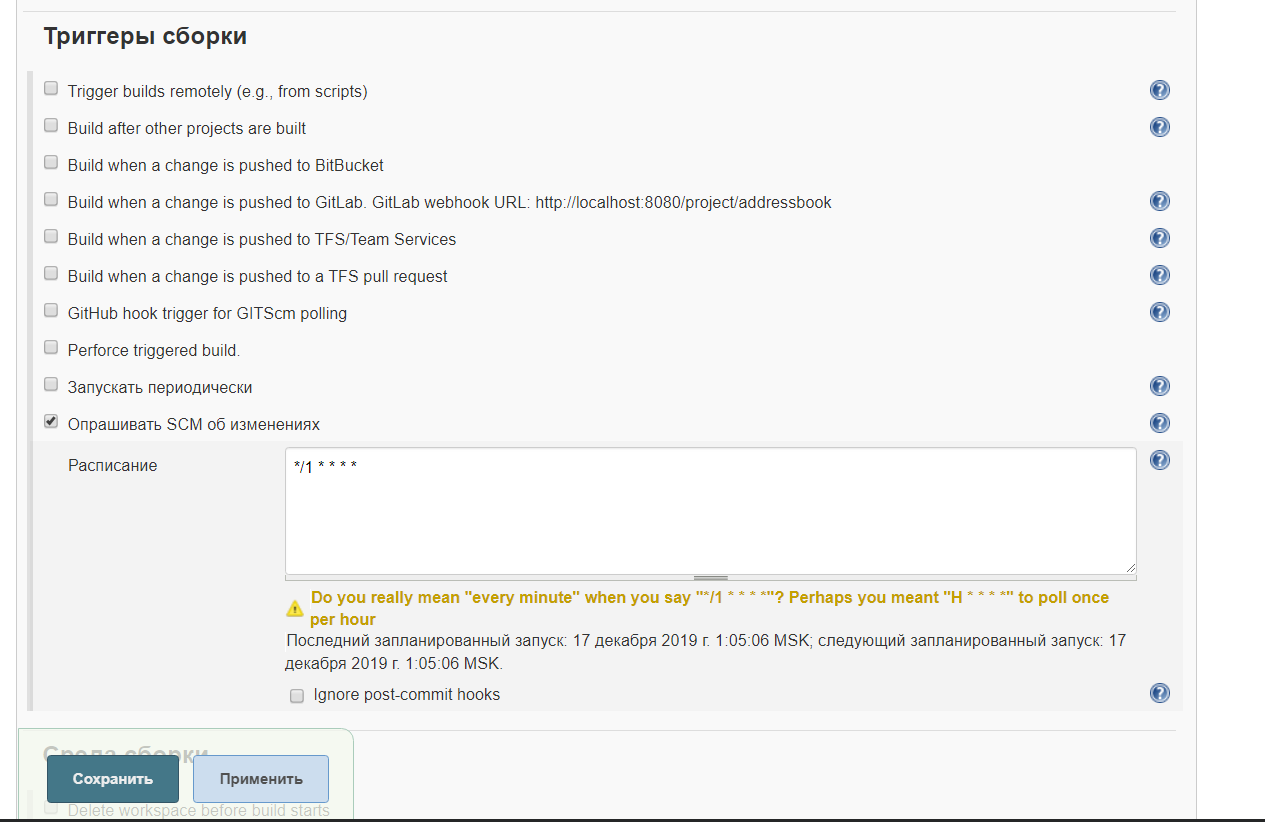 Триггеры сборки
Trigger builds remotely (e.g., from scripts)
Build after other projects are built
Build when a change is pushed to BitBucket
Build when a change is pushed to GitLab. GitLab webhook URL: http://localhost:8080/project/addressbook
Build when a change is pushed to TFS/Team Services
Build when a change is pushed to a TFS pull request
GitHub hook trigger for GITScm polling
Perforce triggered build.
Запускать периодически
Опрашивать SCM об изменениях
Расписание
*/1 * * * *
Do you really mean "every minute" when you say "*/1 * * * *"? Perhaps you meant "H * * * *" to poll once
per hour
Последний запланированный запуск: 17 декабря 2019 г. 1:05:06 MSK; следующий запланированный запуск: 17
декабря 2019 г. 1:05:06 MSK.
Ignore post-commit hooks
Среда сборки
Сохранить
Применить
Delete workspace before build starts